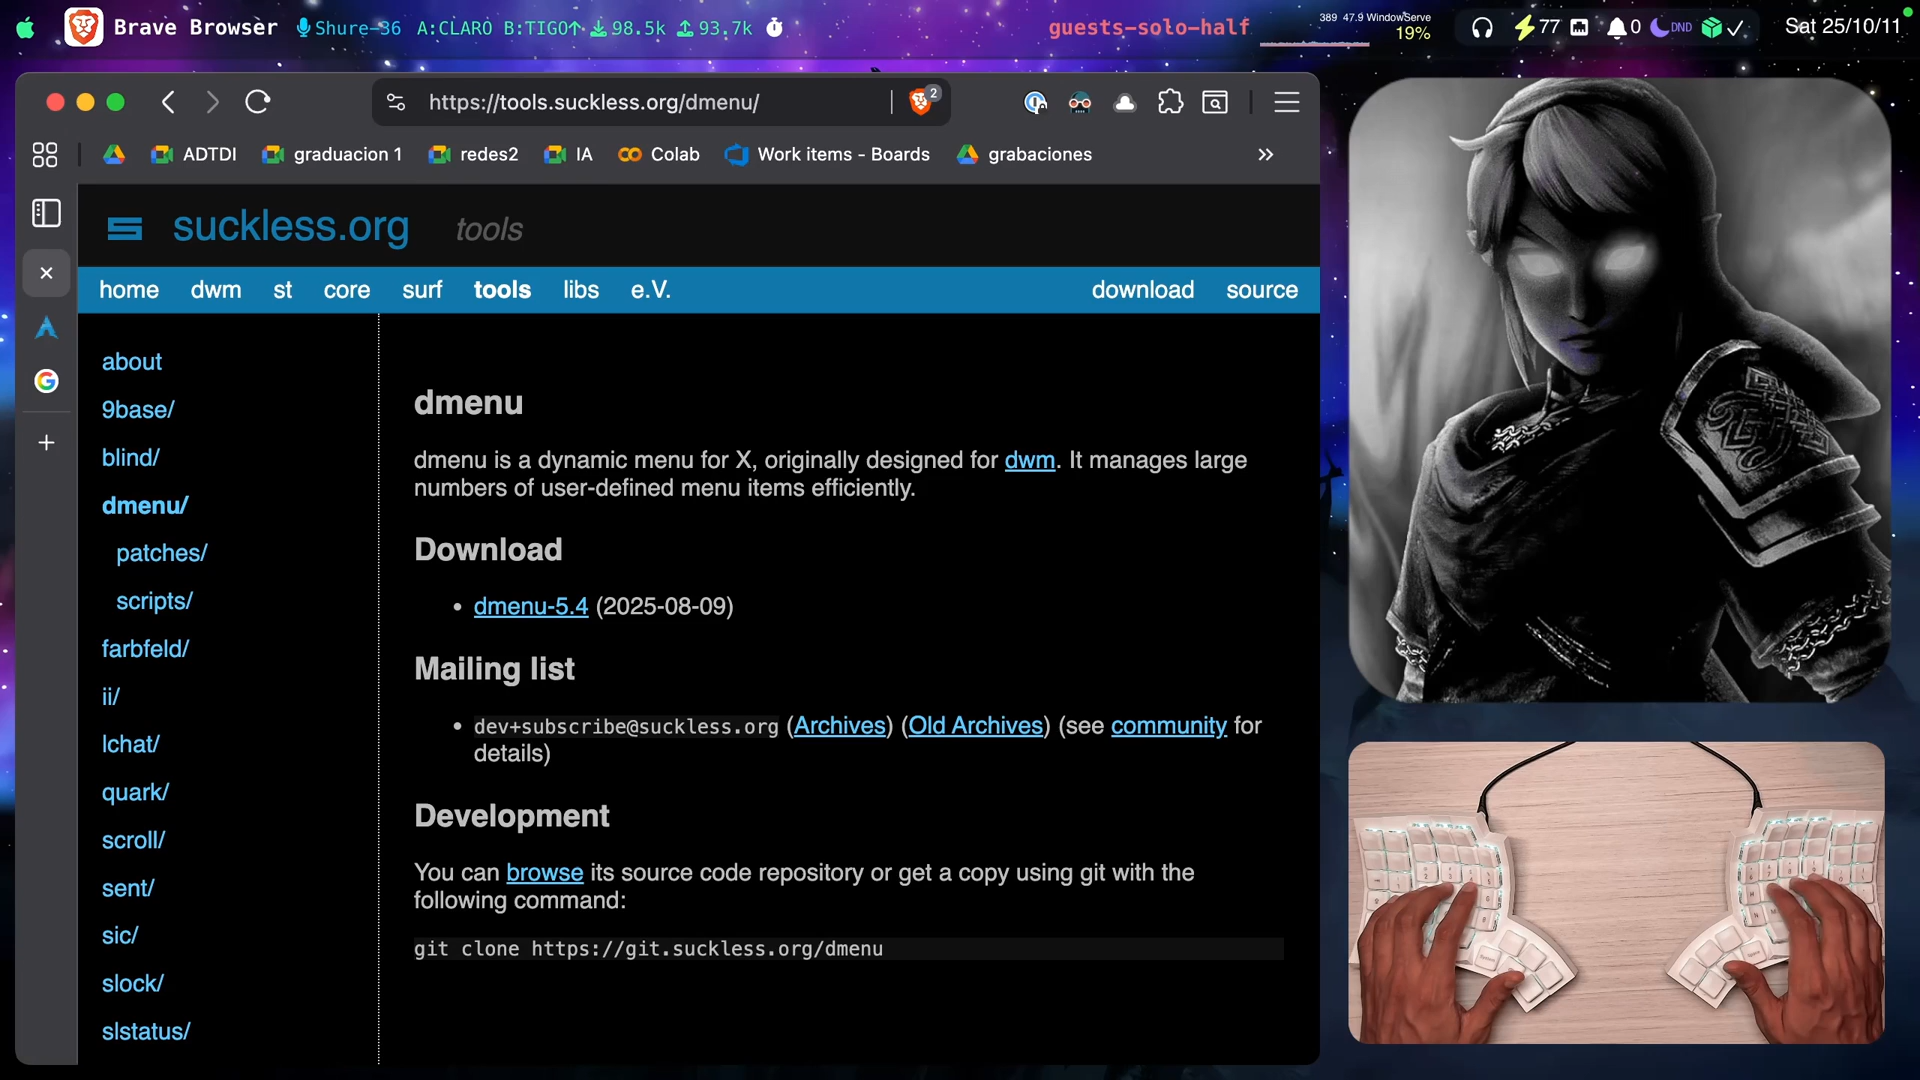 Brave Browser Shure-36 A:CLARO B:TIGO↑ 98.5k 93.7k guests-solo-half 389 47.9 WindowServe 77 0 DND Sat 25/10/11
19%
https://tools.suckless.org/dmenu/ 2
ADTDI graduacion 1 redes2 IA Colab Work items - Boards grabaciones »
suckless.org tools
home dwm st core surf tools libs e.V. download source
about
9base/
blind/
dmenu/
patches/
scripts/
farbfeld/
ii/
lchat/
quark/
scroll/
sent/
sic/
slock/
slstatus/
dmenu
dmenu is a dynamic menu for X, originally designed for dwm. It manages large
numbers of user-defined menu items efficiently.
Download
• dmenu-5.4 (2025-08-09)
Mailing list
• dev+subscribe@suckless.org (Archives) (Old Archives) (see community for
details)
Development
You can browse its source code repository or get a copy using git with the
following command:
git clone https://git.suckless.org/dmenu